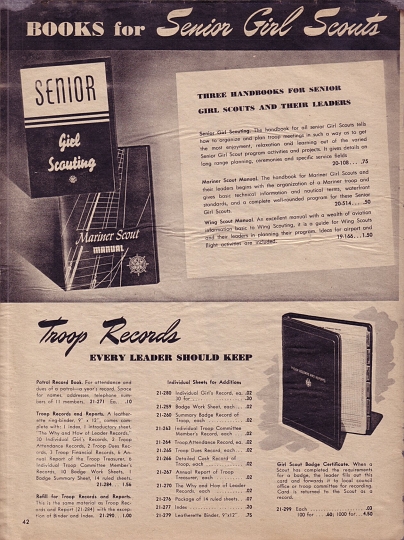 BOOKS for Senior Girl Scouts
SENIOR
Girl
Scouting
Mariner Scout
MANUAL
THREE HANDBOOKS FOR SENIOR
GIRL SCOUTS AND THEIR LEADERS
Senior Girl Scouting. The handbook for all senior Girl Scouts tells
how to organize and plan troop meetings in such a way as to get
the most enjoyment, relaxation and learning out of the varied
Senior Girl Scout program activities and projects. It gives details on
long range planning, ceremonies and specific service fields
20-108 . . . .75
Mariner Scout Manual. The handbook for Mariner Girl Scouts and
their leaders begins with the organization of a Mariner troop and
gives basic technical information and nautical terms, waterfront
standards, and a complete well-rounded program for these Senior
Girl Scouts. 20-514 . . . . .50
Wing Scout Manual. An excellent manual with a wealth of aviation
information basic to Wing Scouting, it is a guide for Wing Scouts
and their leaders in planning their program. Ideas for airport and
flight activities are included. 19-166 . . . 1.50
Troop Records
EVERY LEADER SHOULD KEEP
Patrol Record Book. For attendance and
dues of a patrol—a year's record. Space
for names, addresses, telephone num-
bers of 11 members. 21-271 Ea. .10
Troop Records and Reports. A leather-
ette ring-binder, 9" x 12", comes com-
plete with: 1 Index, 1 Introductory sheet,
"The Why and How of Leader Records",
30 Individual Girl's Records, 2 Troop
Attendance Records, 2 Troop Dues Rec-
ords, 3 Troop Financial Records, 6 An-
nual Report of the Troop Treasurer, 6
Individual Troop Committee Member's
Records, 10 Badge Work Sheets, 1
Badge Summary Sheet, 14 ruled sheets.
21-284. 1.56
Refill for Troop Records and Reports.
This is the same material as Troop Rec-
ords and Report (21-284) with the exception
of Binder and Index. 21-292. 1.00
Individual Sheets for Additions
21-280 Individual Girl's Record, ea. .02
30 for .30
21-259 Badge Work Sheet, each .02
21-260 Summary Badge Record of
Troop, each .02
21-263 Individual Troop Committee
Member's Record, each .02
21-264 Troop Attendance Record, ea. .02
21-265 Troop Dues Record, each .02
21-266 Detailed Cash Record of
Troop, each .02
21-267 Annual Report of Troop
Treasurer, each .02
21-270 The Why and How of Leader
Records, each .02
21-276 Package of 14 ruled sheets .07
21-277 Index .20
21-279 Leatherette Binder, 9"x12" .75
Girl Scout Badge Certificate. When a
Scout has completed the requirements
for a badge, the leader fills out this
card and forwards it to local council
office or troop committee for recording.
Card is returned to the Scout as a
record.
21-299 Each .03
100 for .60; 1000 for 4.50
42